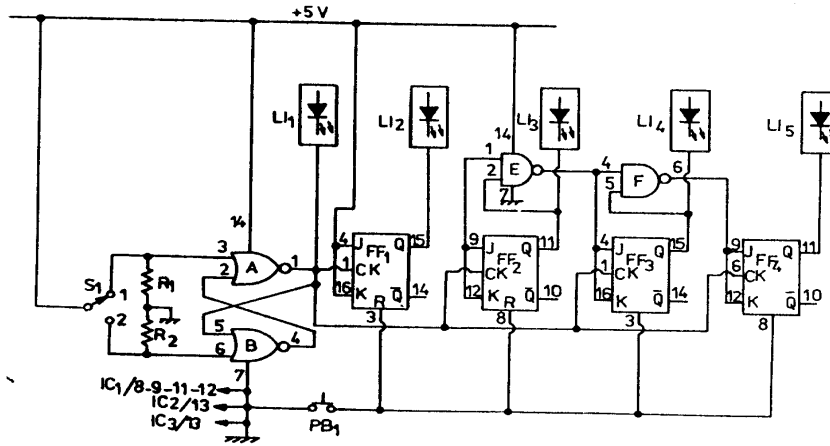 +5 V
LI1
LI2
LI3
LI4
LI5
14
14
1
2
E
7
4
5
F
6
3
2
A
1
S1
1
2
R1
R2
5
6
B
4
7
4
J
FF1
Q
15
1
CK
16
K
R
Q̅
14
3
9
J
FF2
Q
11
CK
12
K
R
Q̅
10
8
4
J
FF3
Q
15
1
CK
16
K
Q̅
14
3
9
J
FF4
Q
11
6
CK
12
K
Q̅
10
8
IC1/8-9-11-12
IC2/13
IC3/13
PB1